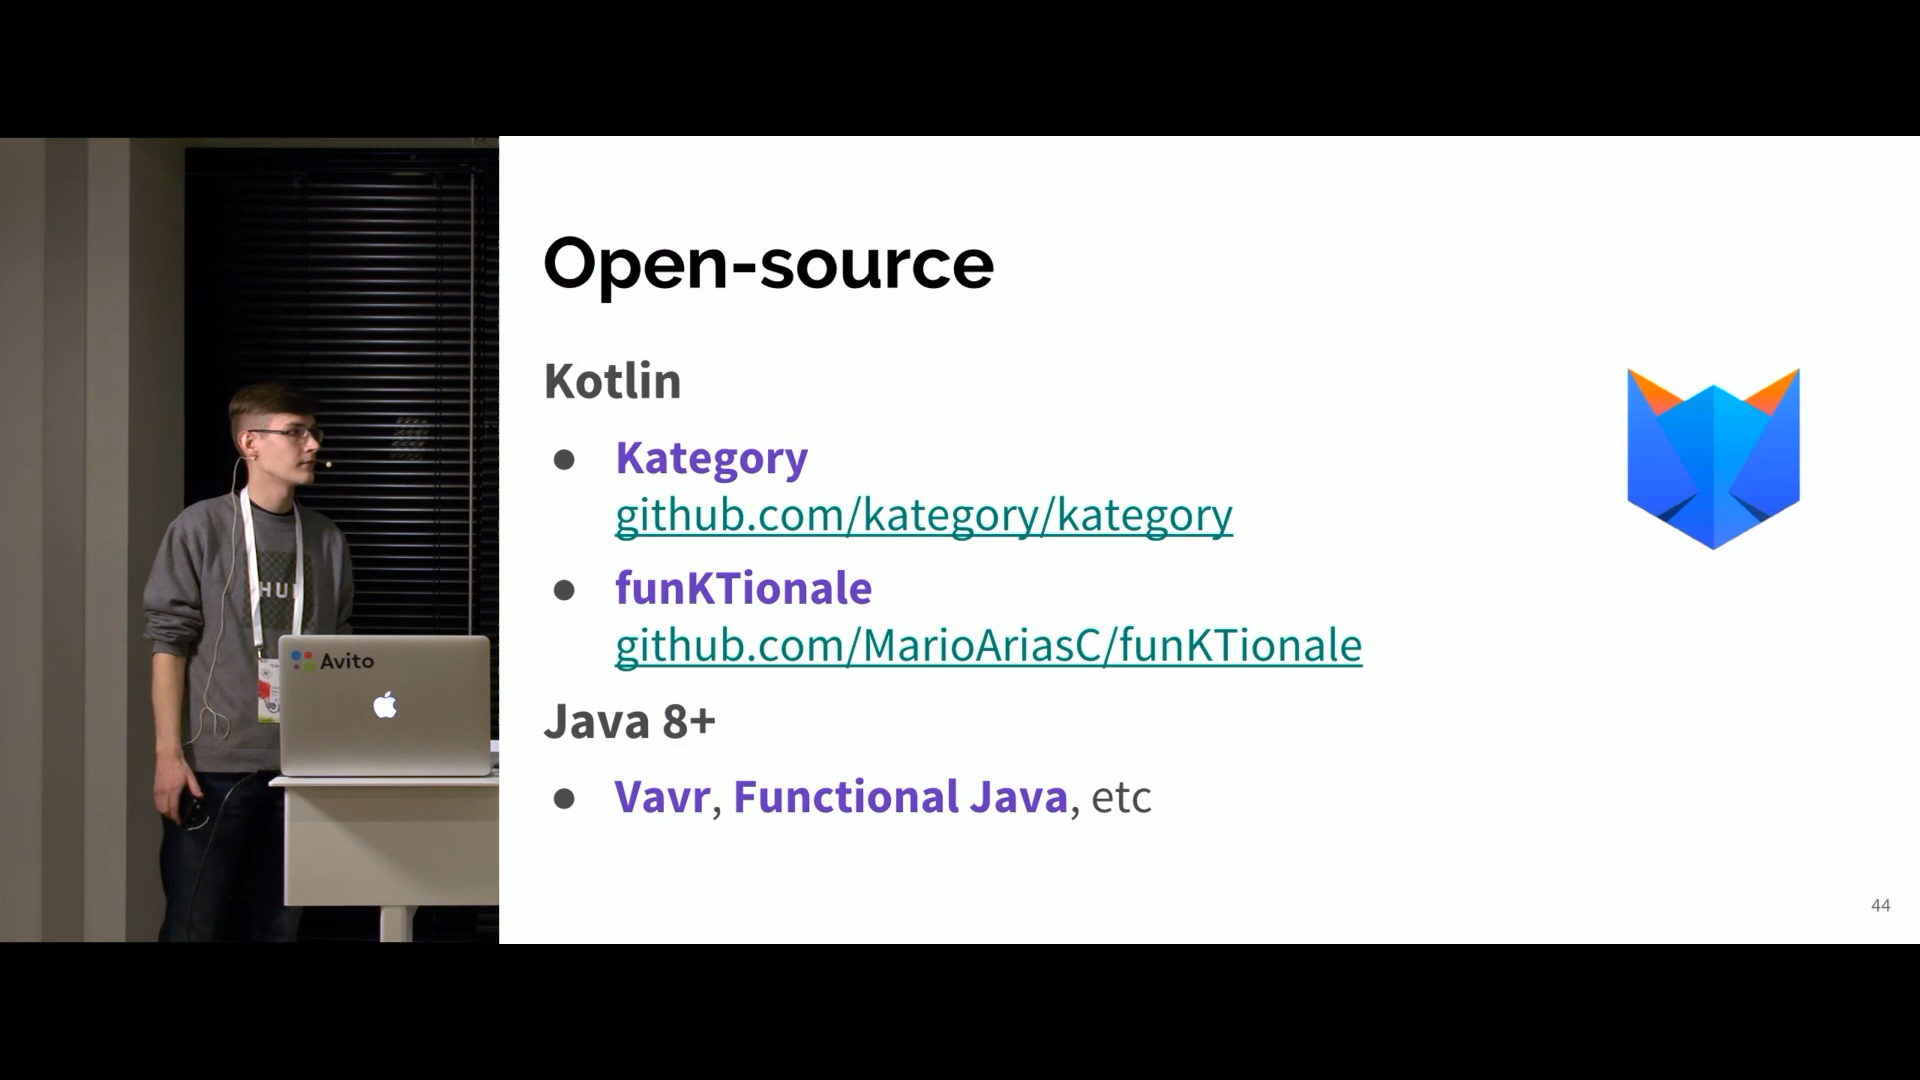 Open-source
Kotlin
● Kategory
github.com/kategory/kategory
● funKTionale
github.com/MarioAriasC/funKTionale
Java 8+
● Vavr, Functional Java, etc
44
Avito
HU